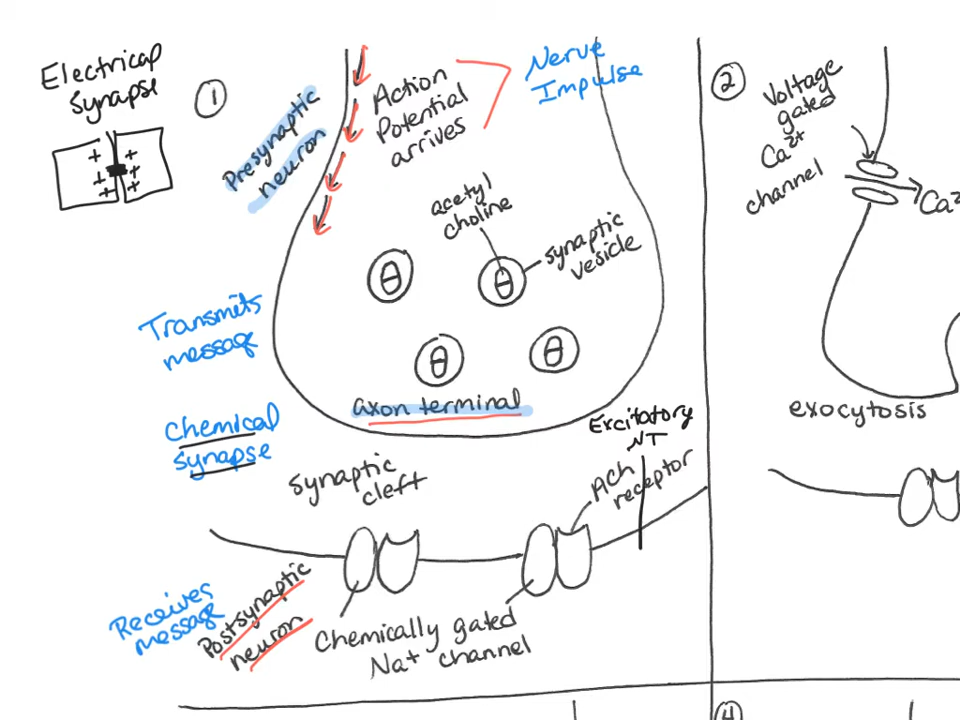 Electrical
synapse
+ +
+ +
+ +
1
Presynaptic
neuron
Action
Potential
arrives
Nerve
Impulse
acetyl
choline
synaptic
vesicle
Transmits
message
axon terminal
chemical
synapse
Synaptic
cleft
Excitatory
NT
ACh
receptor
Receives
message
Postsynaptic
neuron
Chemically gated
Na+ channel
2
Voltage
gated
Ca2+
channel
Ca2
exocytosis
4